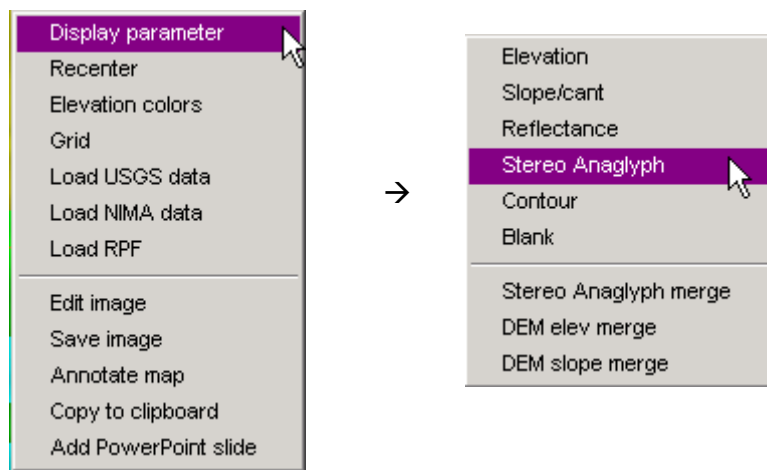 Display parameter
Recenter
Elevation colors
Grid
Load USGS data
Load NIMA data
Load RPF
Edit image
Save image
Annotate map
Copy to clipboard
Add PowerPoint slide
→
Elevation
Slope/cant
Reflectance
Stereo Anaglyph
Contour
Blank
Stereo Anaglyph merge
DEM elev merge
DEM slope merge